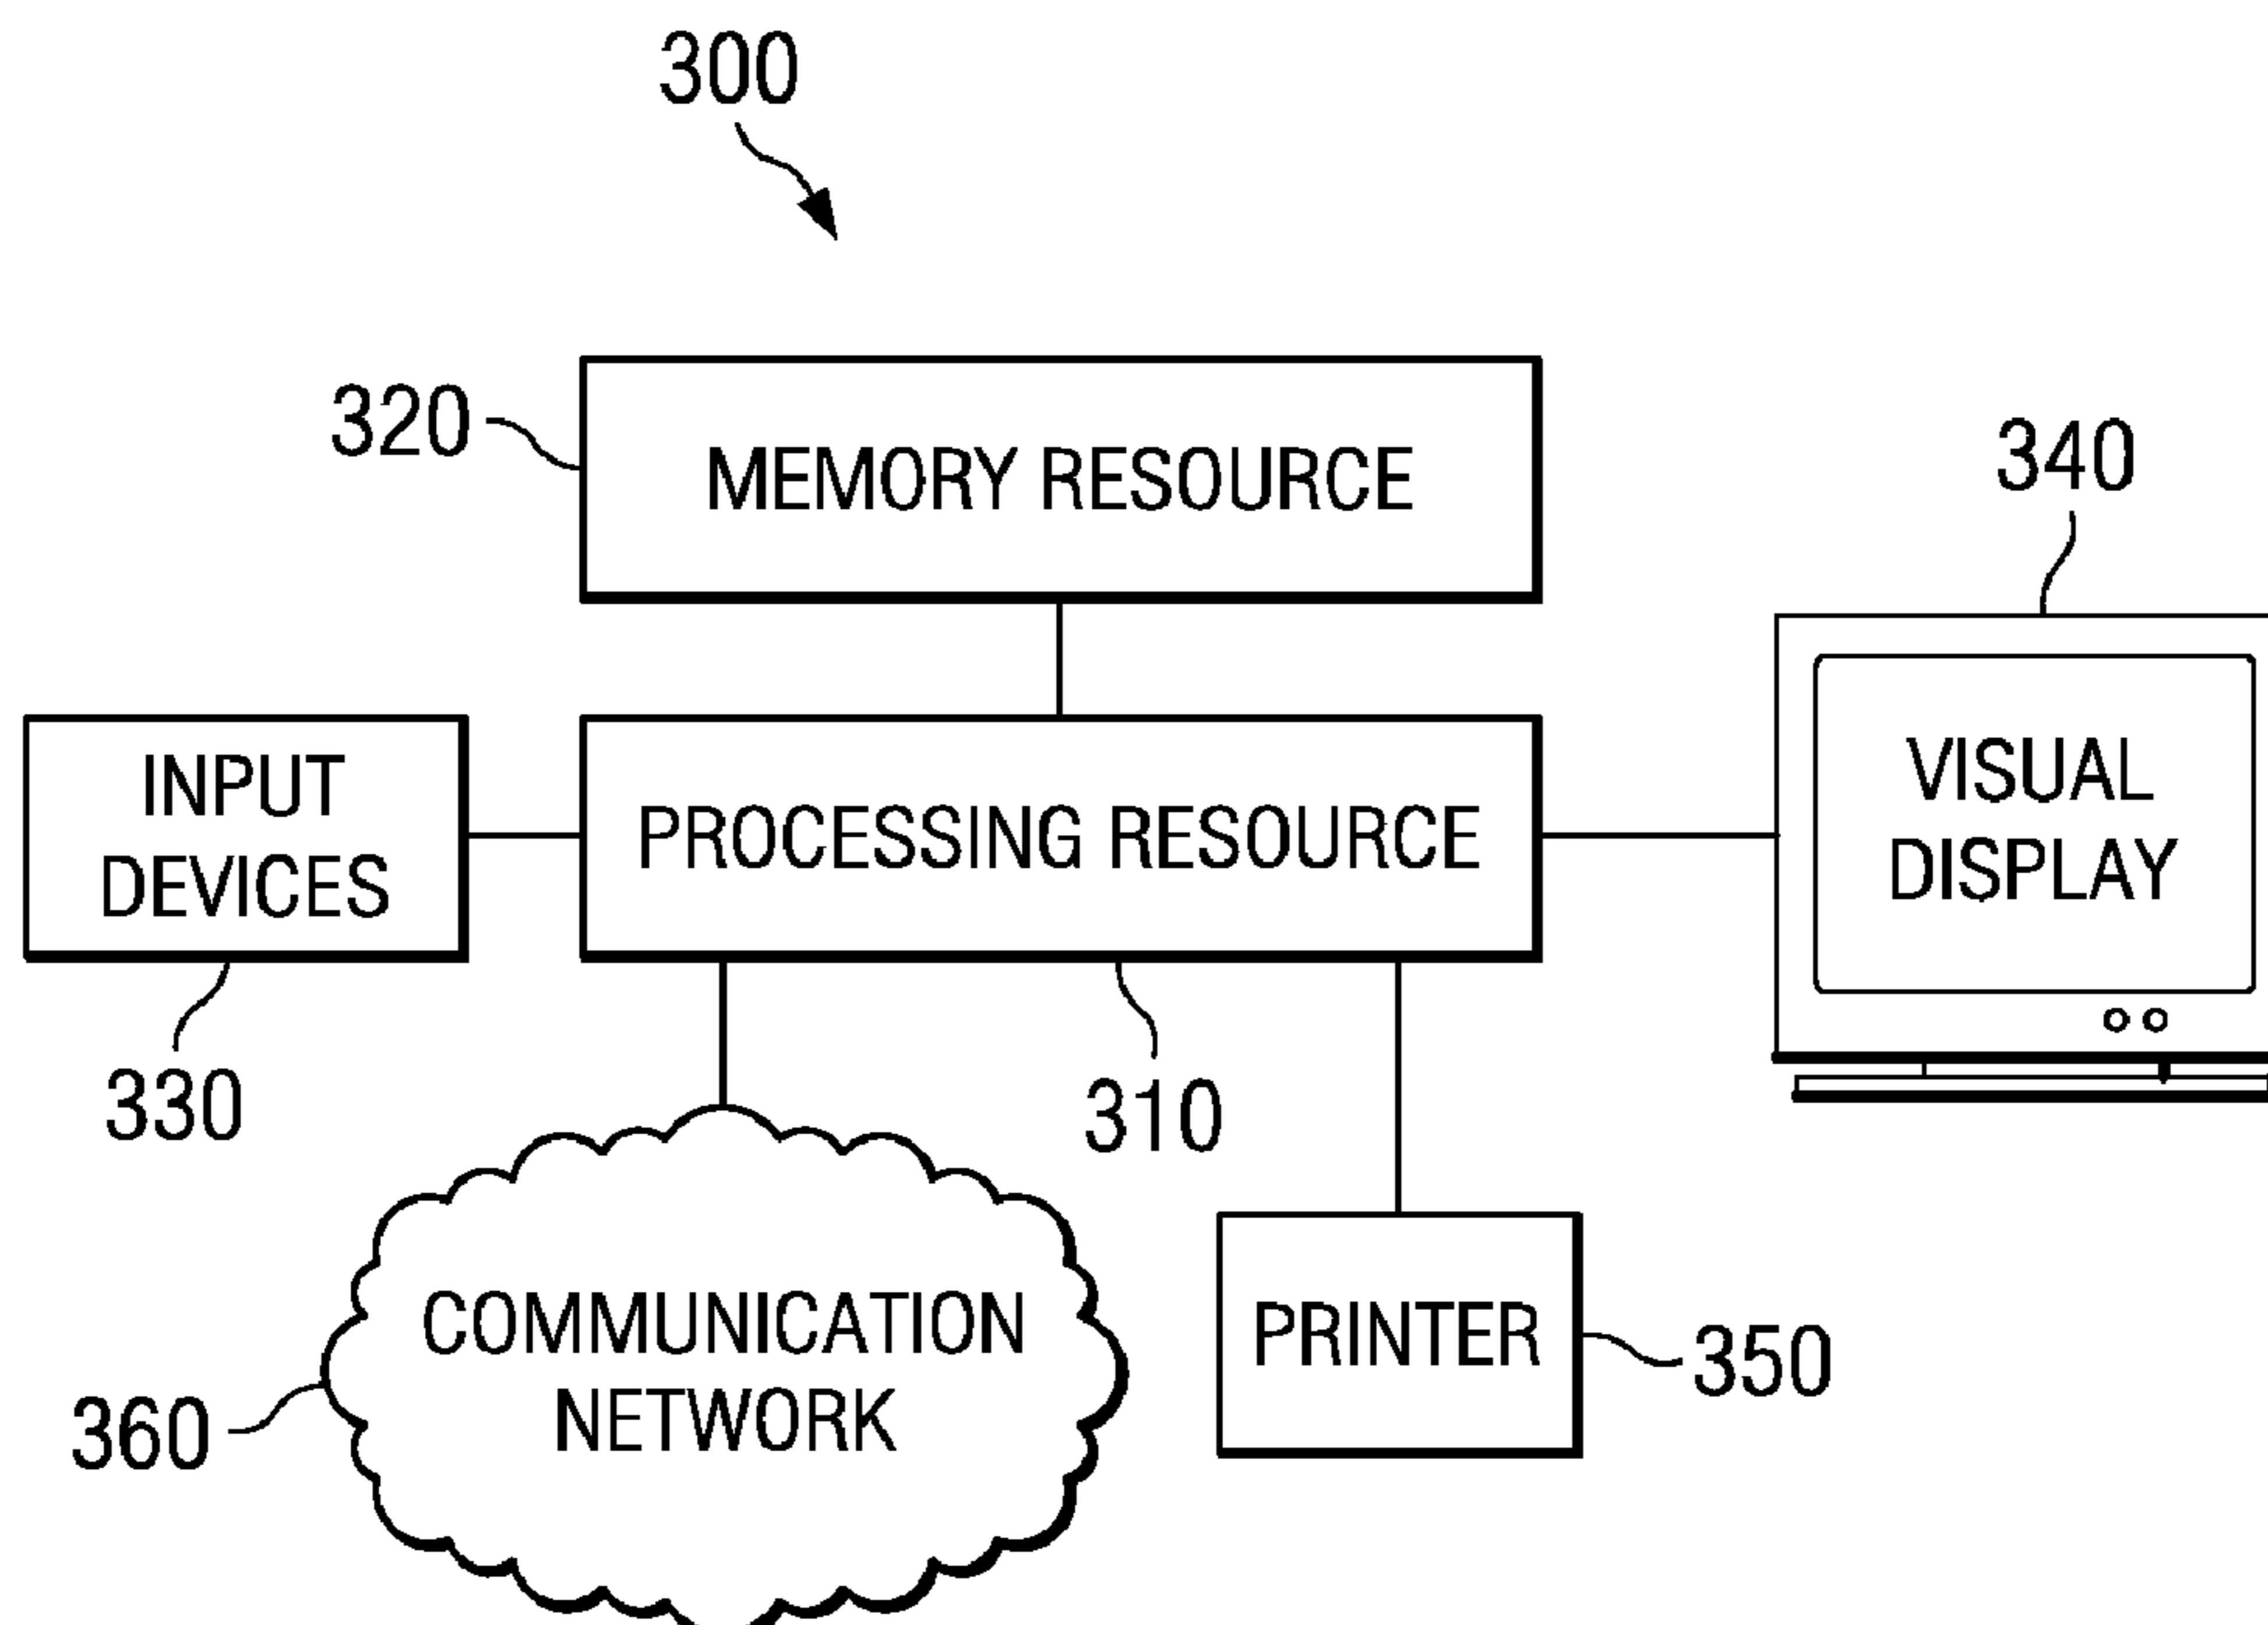 300
320
MEMORY RESOURCE
340
INPUT
DEVICES
PROCESSING RESOURCE
VISUAL
DISPLAY
330
310
COMMUNICATION
NETWORK
360
PRINTER
350